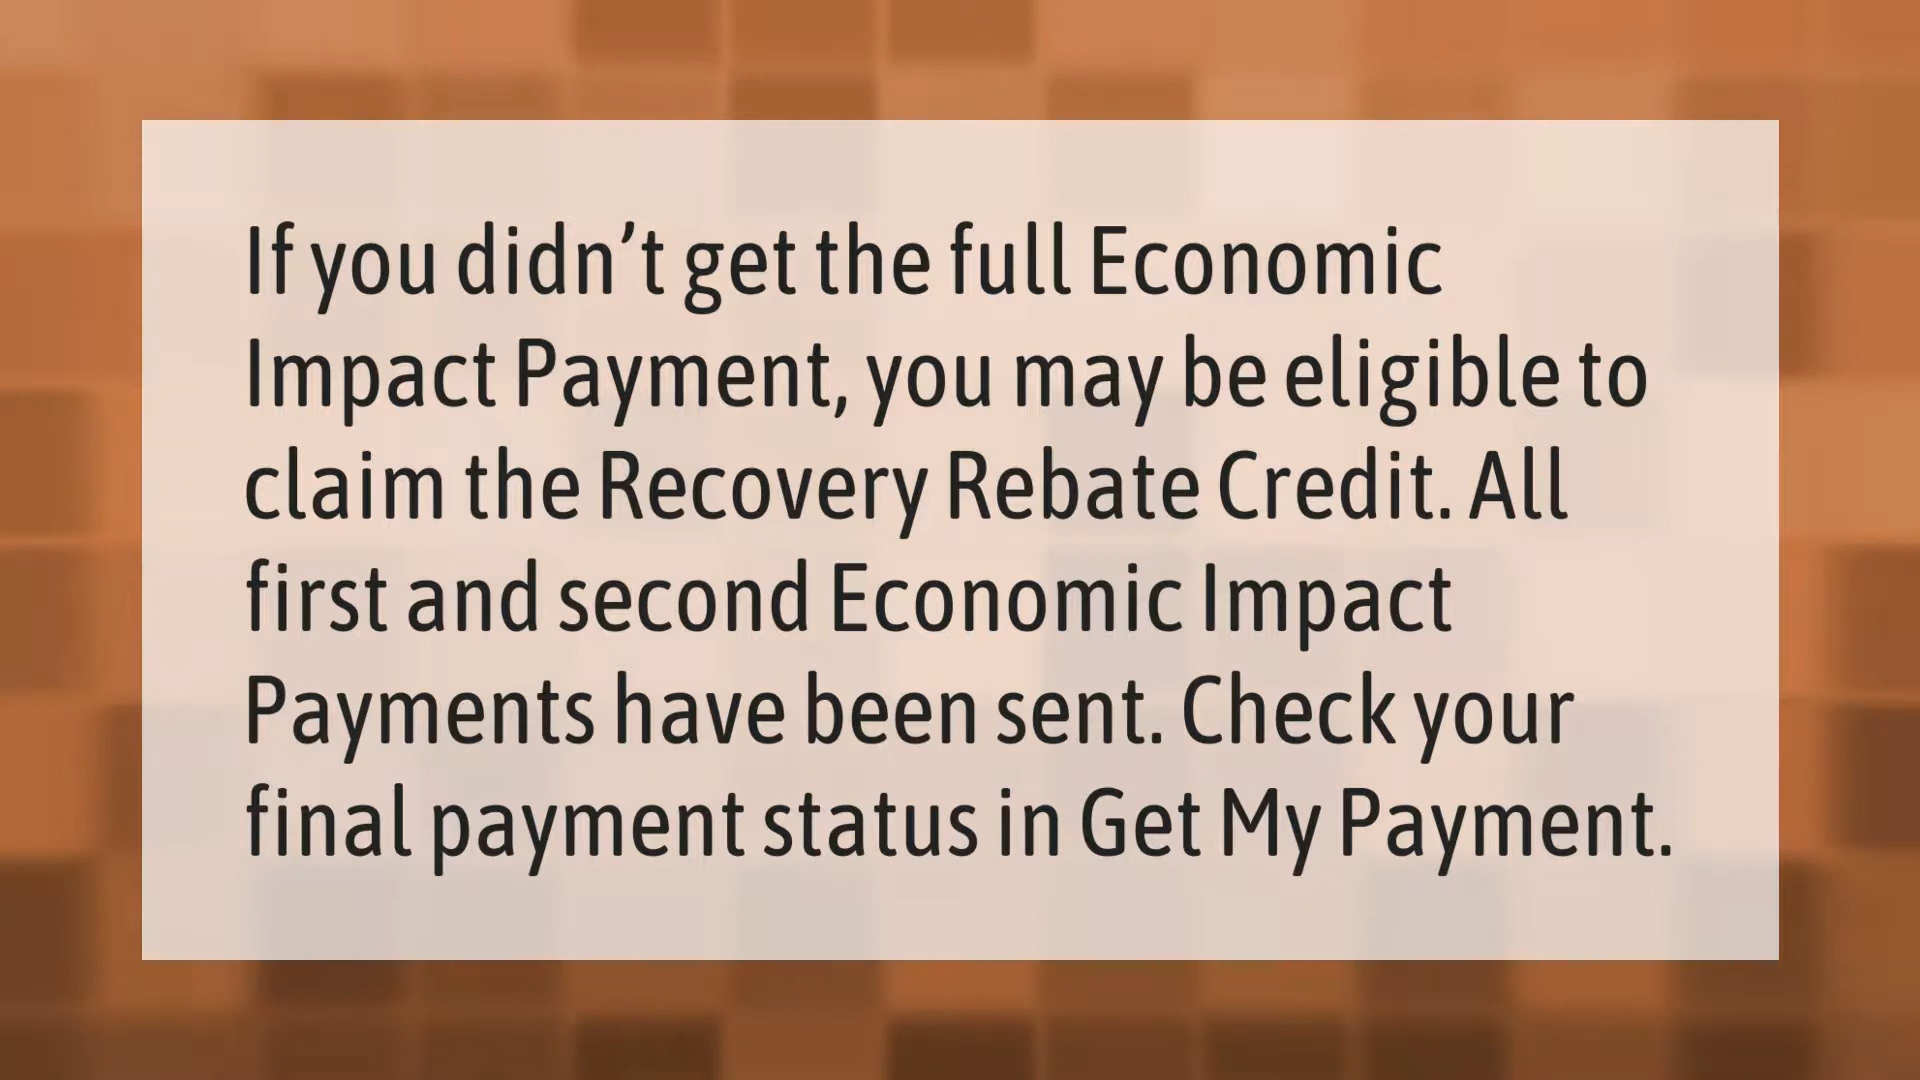 If you didn’t get the full Economic
Impact Payment, you may be eligible to
claim the Recovery Rebate Credit. All
first and second Economic Impact
Payments have been sent. Check your
final payment status in Get My Payment.